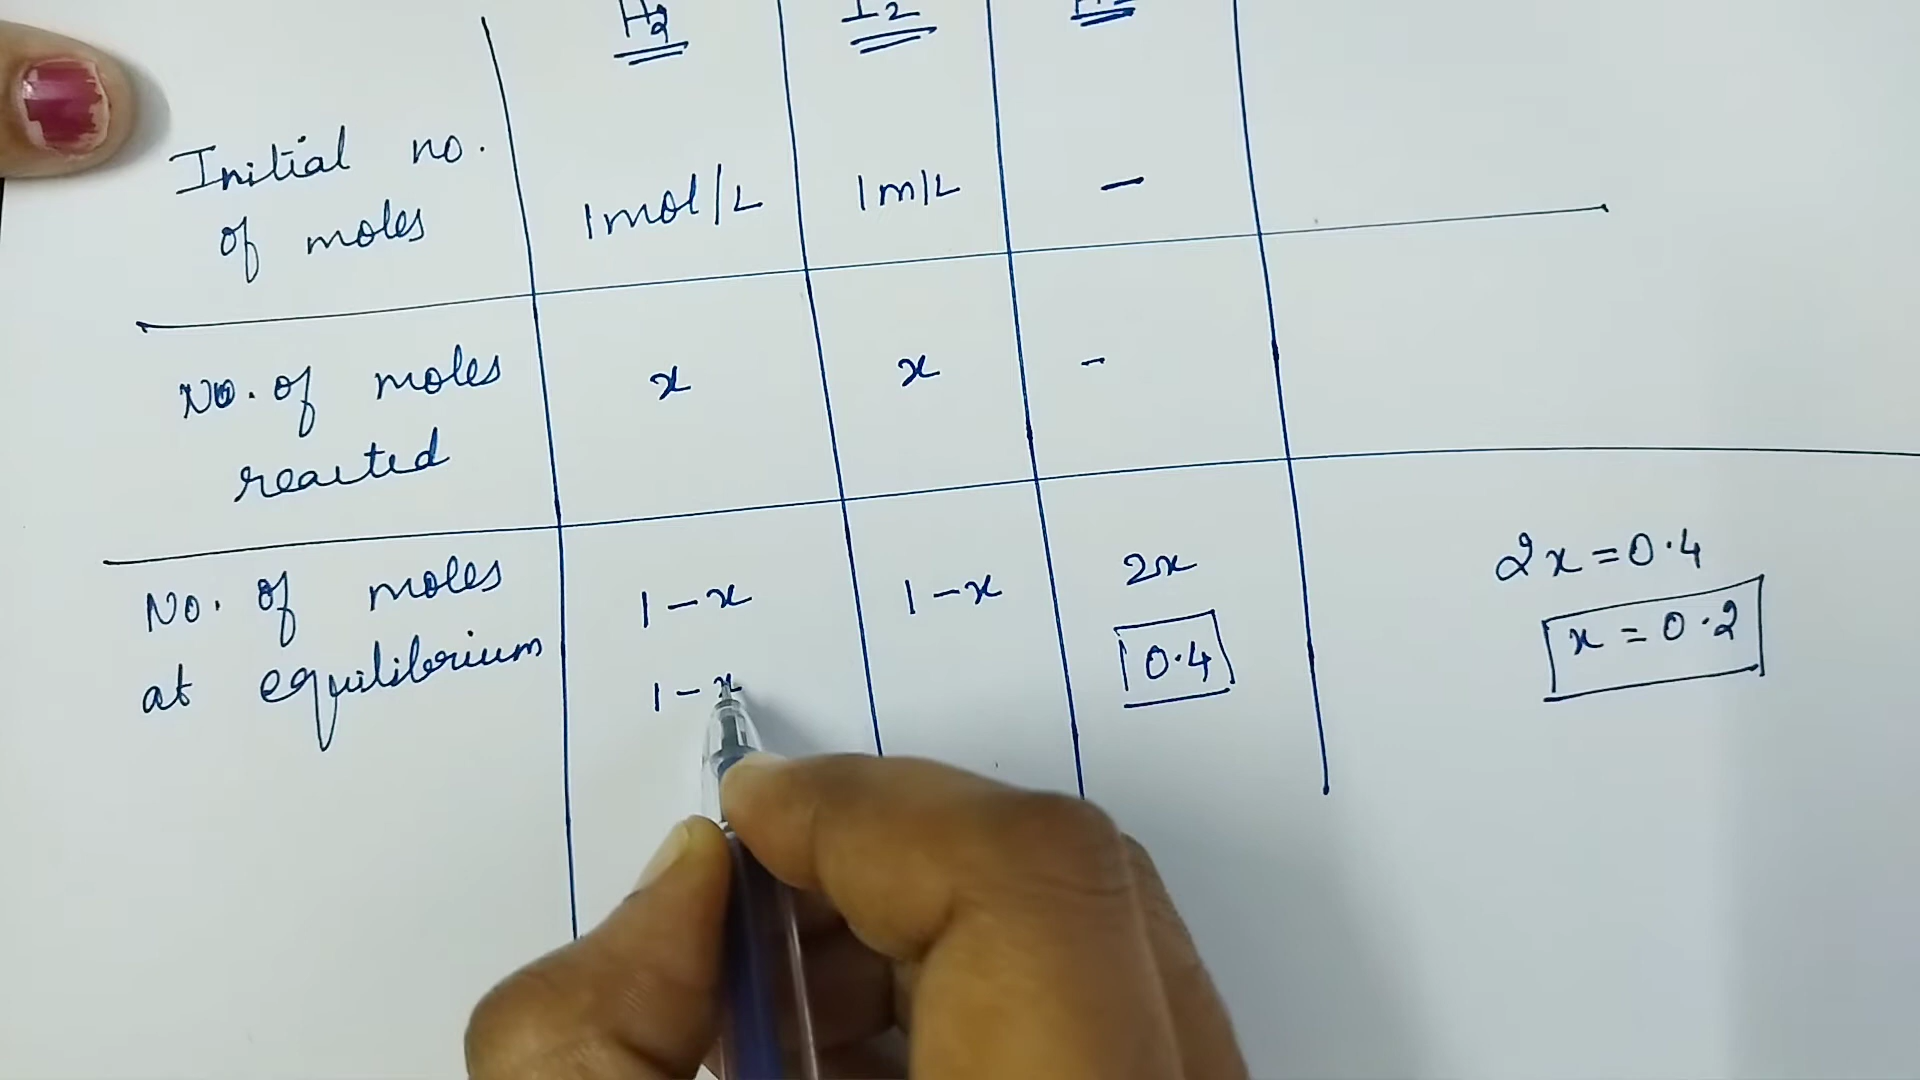 H2 I2
Initial no.
of moles 1mol/L 1m/L –
No. of moles
reacted x x –
No. of moles
at equilibrium 1–x 1–x 2x
1–x 0.4
2x = 0.4
x = 0.2